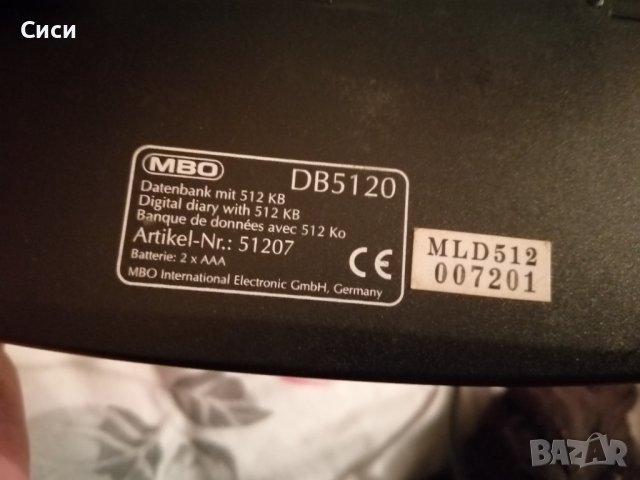 Сиси
MBO
DB5120
Datenbank mit 512 KB
Digital diary with 512 KB
Banque de données avec 512 Ko
Artikel-Nr.: 51207
Batterie: 2 x AAA
CE
MBO International Electronic GmbH, Germany
MLD512
007201
BAZAR